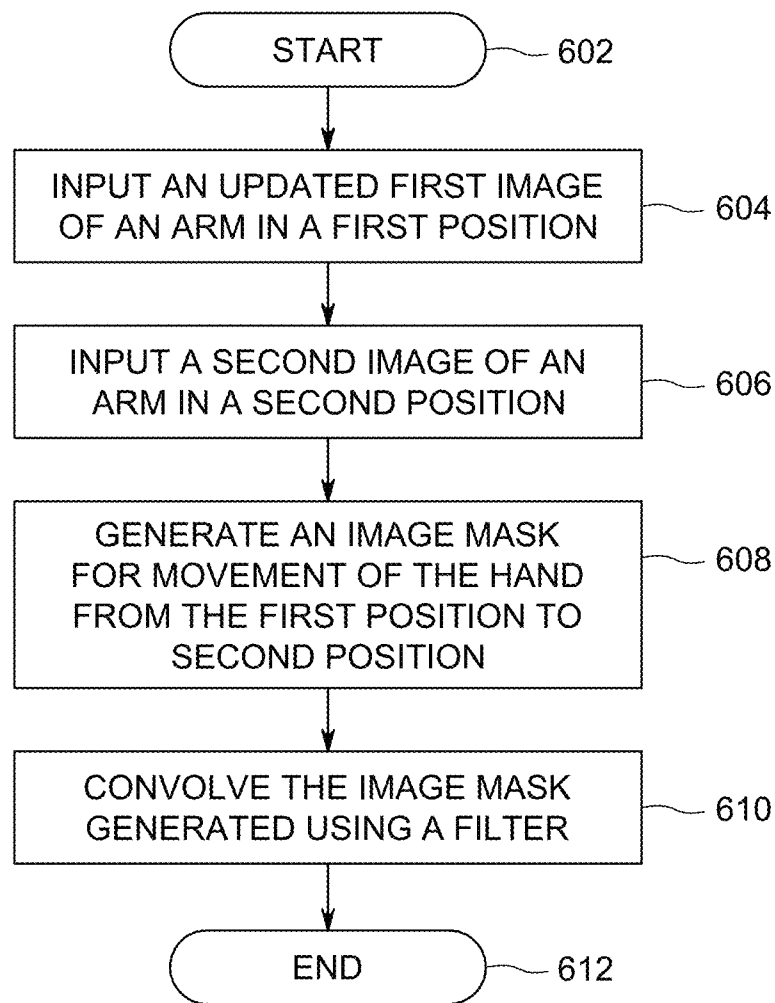 START
602
INPUT AN UPDATED FIRST IMAGE
OF AN ARM IN A FIRST POSITION
604
INPUT A SECOND IMAGE OF AN
ARM IN A SECOND POSITION
606
GENERATE AN IMAGE MASK
FOR MOVEMENT OF THE HAND
FROM THE FIRST POSITION TO
SECOND POSITION
608
CONVOLVE THE IMAGE MASK
GENERATED USING A FILTER
610
END
612